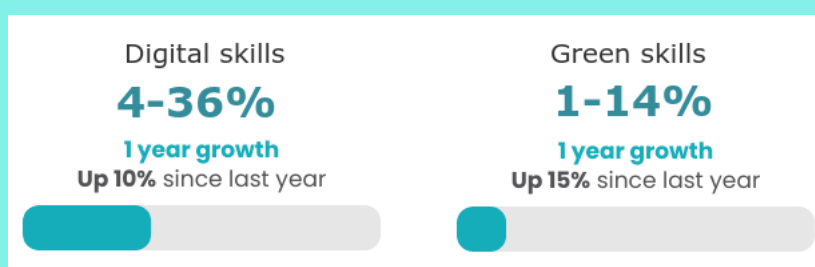 Digital skills
4-36%
1 year growth
Up 10% since last year
Green skills
1-14%
1 year growth
Up 15% since last year